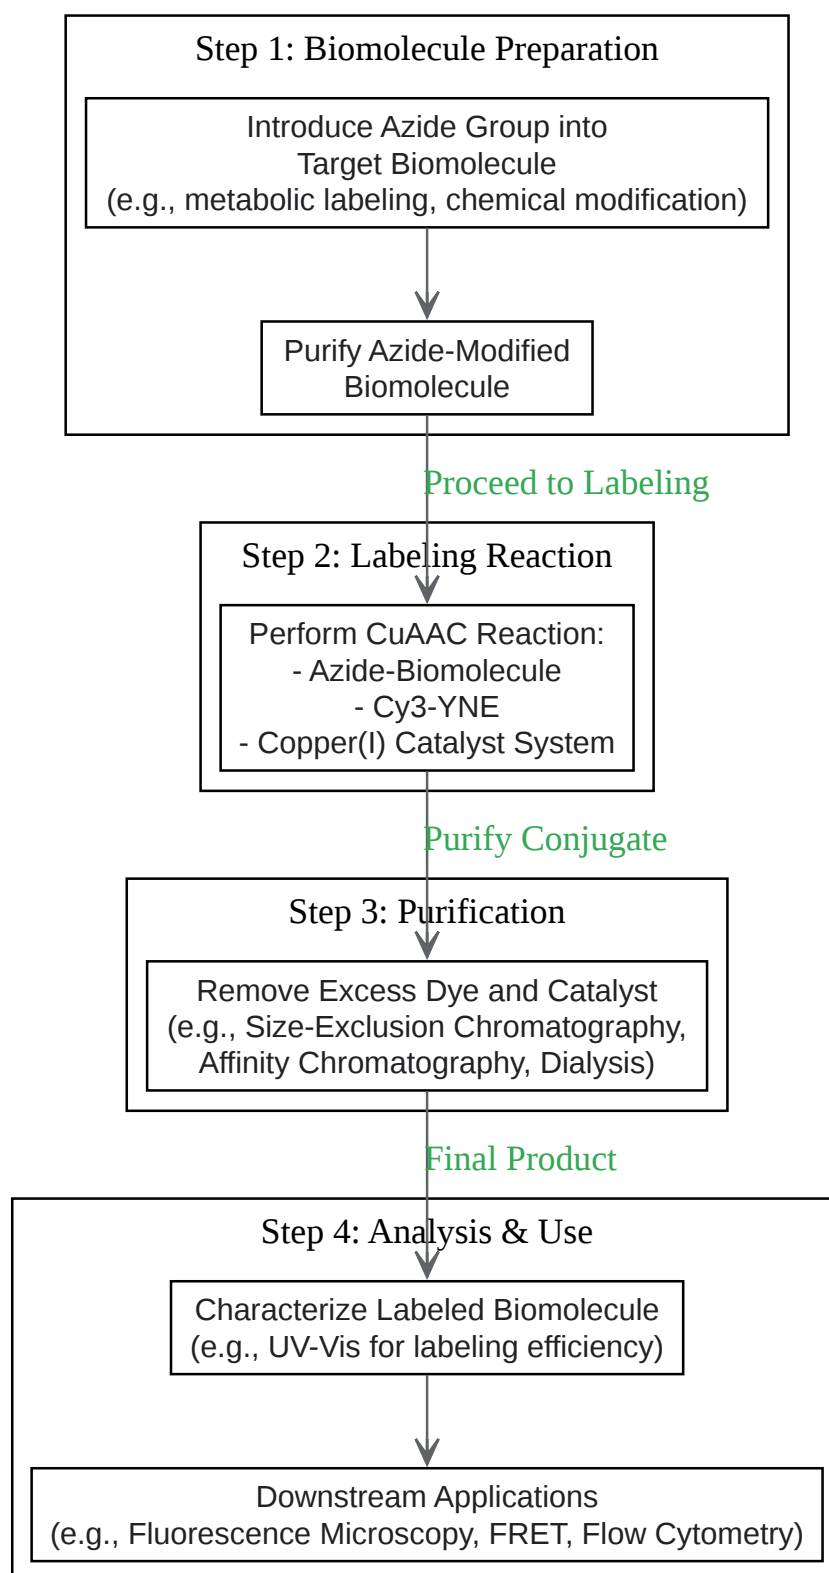 Step 1: Biomolecule Preparation
Introduce Azide Group into
Target Biomolecule
(e.g., metabolic labeling, chemical modification)
Purify Azide-Modified
Biomolecule
Proceed to Labeling
Step 2: Labeling Reaction
Perform CuAAC Reaction:
- Azide-Biomolecule
- Cy3-YNE
- Copper(I) Catalyst System
Purify Conjugate
Step 3: Purification
Remove Excess Dye and Catalyst
(e.g., Size-Exclusion Chromatography,
Affinity Chromatography, Dialysis)
Final Product
Step 4: Analysis & Use
Characterize Labeled Biomolecule
(e.g., UV-Vis for labeling efficiency)
Downstream Applications
(e.g., Fluorescence Microscopy, FRET, Flow Cytometry)